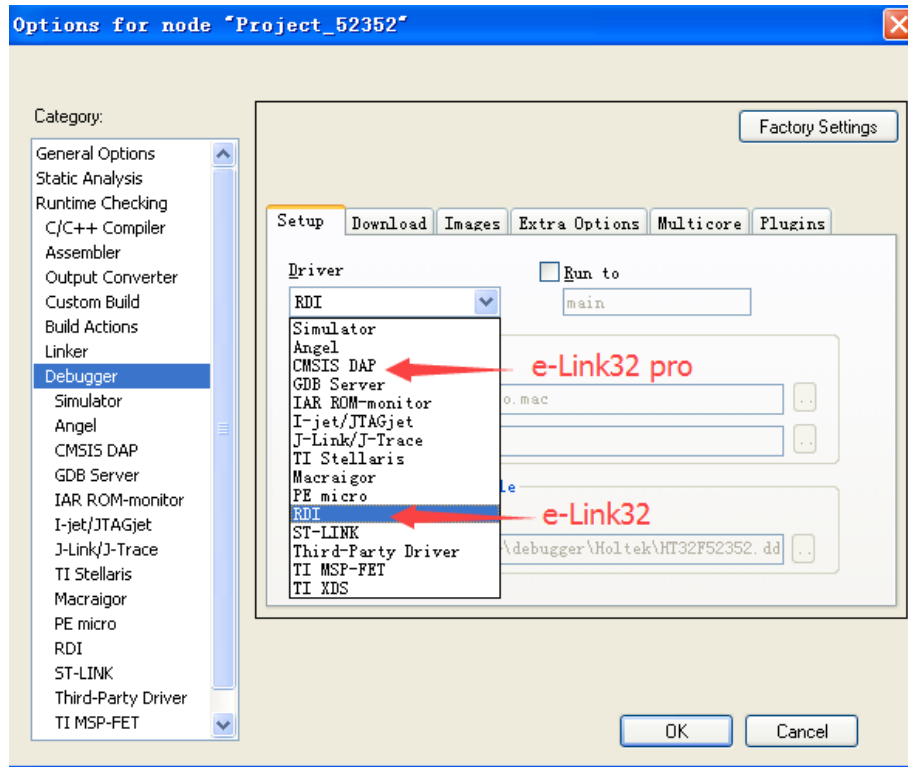 Options for node "Project_52352"
Category:
Factory Settings
General Options
Static Analysis
Runtime Checking
C/C++ Compiler
Assembler
Output Converter
Custom Build
Build Actions
Linker
Debugger
Simulator
Angel
CMSIS DAP
GDB Server
IAR ROM-monitor
I-jet/JTAGjet
J-Link/J-Trace
TI Stellaris
Macraigor
PE micro
RDI
ST-LINK
Third-Party Driver
TI MSP-FET
Setup Download Images Extra Options Multicore Plugins
Driver
Run to
RDI
main
Simulator
Angel
CMSIS DAP
e-Link32 pro
GDB Server
IAR ROM-monitor
o.mac
..
I-jet/JTAGjet
J-Link/J-Trace
..
TI Stellaris
Macraigor
PE micro
le
RDI
e-Link32
ST-LINK
Third-Party Driver
\debugger\Holtek\HT32F52352.dd
..
TI MSP-FET
TI XDS
OK
Cancel